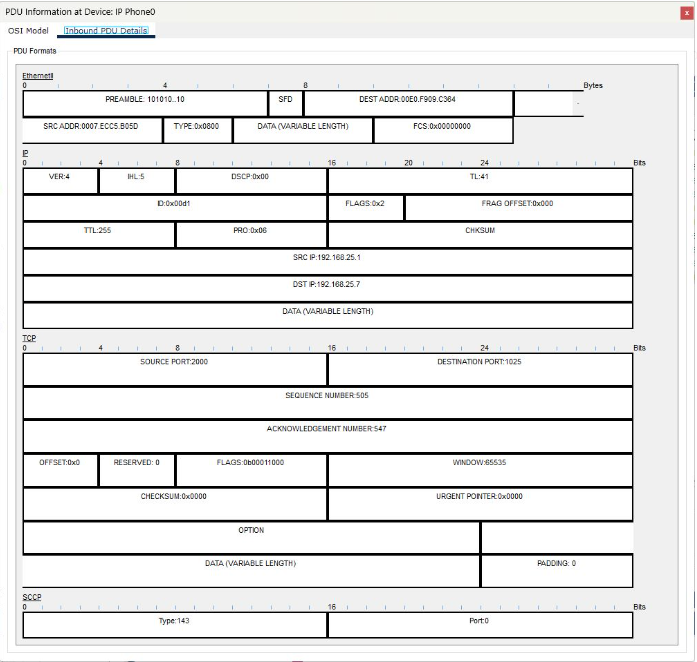 PDU Information at Device: IP Phone0
x
OSI Model Inbound PDU Details
PDU Formats
EthernetII
0 4 8 Bytes
PREAMBLE: 101010..10 SFD DEST ADDR:00E0.F909.C364
SRC ADDR:0007.ECC5.B05D TYPE:0x0800 DATA (VARIABLE LENGTH) FCS:0x00000000
IP
0 4 8 16 20 24 Bits
VER:4 IHL:5 DSCP:0x00 TL:41
ID:0x00d1 FLAGS:0x2 FRAG OFFSET:0x000
TTL:255 PRO:0x06 CHKSUM
SRC IP:192.168.25.1
DST IP:192.168.25.7
DATA (VARIABLE LENGTH)
TCP
0 4 8 16 24 Bits
SOURCE PORT:2000 DESTINATION PORT:1025
SEQUENCE NUMBER:505
ACKNOWLEDGEMENT NUMBER:547
OFFSET:0x0 RESERVED: 0 FLAGS:0b00011000 WINDOW:65535
CHECKSUM:0x0000 URGENT POINTER:0x0000
OPTION
DATA (VARIABLE LENGTH) PADDING: 0
SCCP
0 16 Bits
Type:143 Port:0